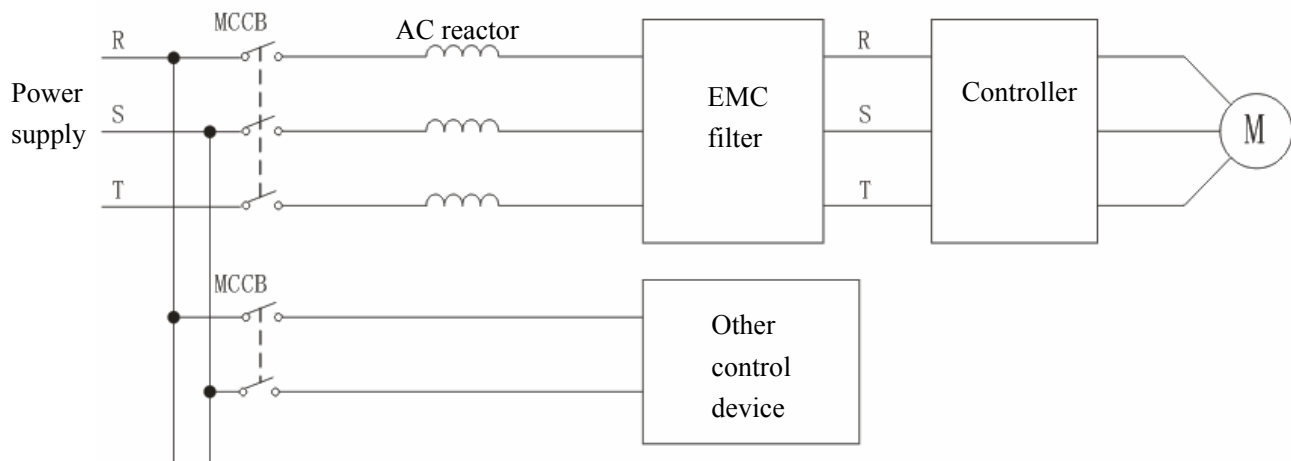 MCCB
AC reactor
R
R
Power
supply
S
EMC
filter
S
Controller
M
T
T
MCCB
Other
control
device